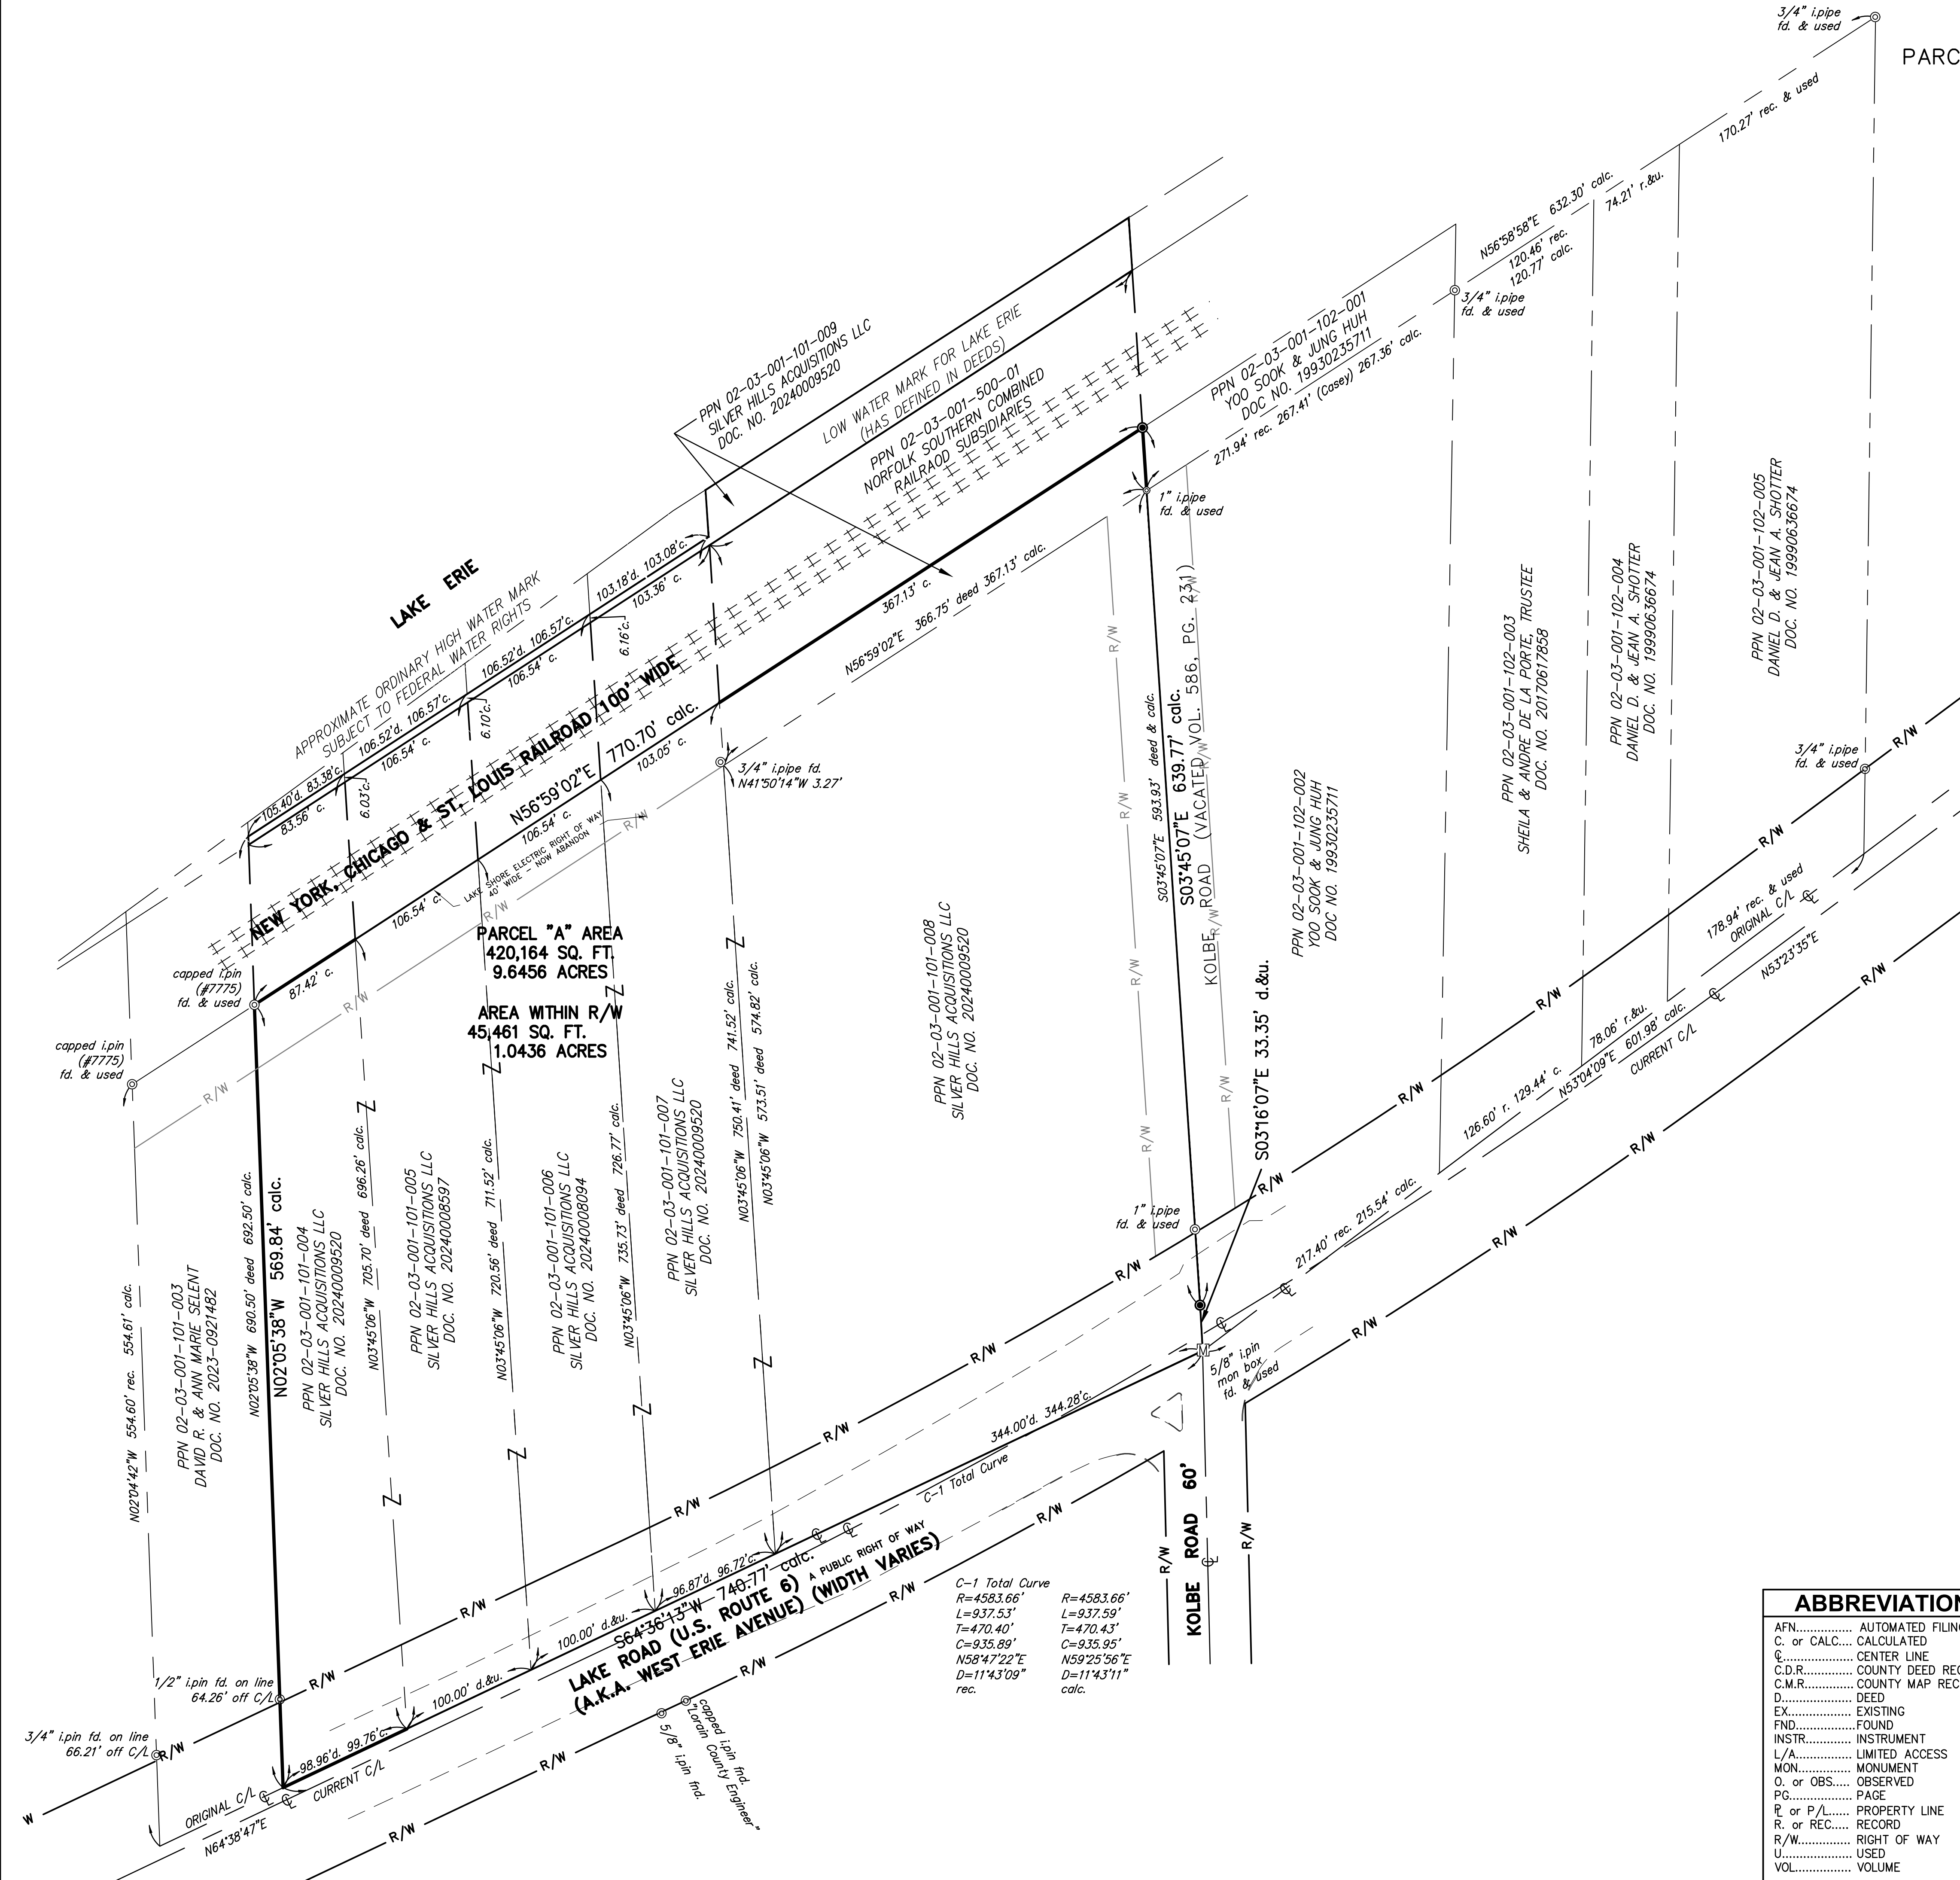 3/4" i.pipe
fd. & used
PARC
170.27' rec. & used
N56°58'58"E 632.30' calc.
74.21' r.&u.
120.46' rec.
120.77' calc.
3/4" i.pipe
fd. & used
PPN 02-03-001-101-009
SILVER HILLS ACQUISITIONS LLC
DOC. NO. 20240009520
LOW WATER MARK FOR LAKE ERIE
(HAS DEFINED IN DEEDS)
PPN 02-03-001-500-01
NORFOLK SOUTHERN COMBINED
RAILRAOD SUBSIDIARIES
PPN 02-03-001-102-001
YOO SOOK & JUNG HUH
DOC NO. 19930235711
271.94' rec. 267.41' (Casey) 267.36' calc.
1" i.pipe
fd. & used
LAKE ERIE
APPROXIMATE ORDINARY HIGH WATER MARK
SUBJECT TO FEDERAL WATER RIGHTS
103.18'd. 103.08'c.
103.36' c.
106.52'd. 106.57'c.
106.54' c.
6.16'c.
106.52'd. 106.57'c.
106.54' c.
6.10'c.
105.40'd. 83.38'c.
83.56' c.
6.03'c.
NEW YORK, CHICAGO & ST. LOUIS RAILROAD 100' WIDE
N56°59'02"E 770.70' calc.
367.13' c.
N56°59'02"E 366.75' deed 367.13' calc.
103.05' c.
106.54' c.
106.54' c.
87.42' c.
LAKE SHORE ELECTRIC RIGHT OF WAY
40' WIDE - NOW ABANDON
R/W
R/W
R/W
R/W
3/4" i.pipe fd.
N41°50'14"W 3.27'
capped i.pin
(#7775)
fd. & used
capped i.pin
(#7775)
fd. & used
PARCEL "A" AREA
420,164 SQ. FT.
9.6456 ACRES
AREA WITHIN R/W
45,461 SQ. FT.
1.0436 ACRES
N02°04'42"W 554.60' rec. 554.61' calc.
PPN 02-03-001-101-003
DAVID R. & ANN MARIE SELENT
DOC. NO. 2023-0921482
N02°05'38"W 690.50' deed 692.50' calc.
N02°05'38"W 569.84' calc.
PPN 02-03-001-101-004
SILVER HILLS ACQUISITIONS LLC
DOC. NO. 20240009520
N03°45'06"W 705.70' deed 696.26' calc.
PPN 02-03-001-101-005
SILVER HILLS ACQUISITIONS LLC
DOC. NO. 20240008597
N03°45'06"W 720.56' deed 711.52' calc.
PPN 02-03-001-101-006
SILVER HILLS ACQUISITIONS LLC
DOC. NO. 20240008094
N03°45'06"W 735.73' deed 726.77' calc.
PPN 02-03-001-101-007
SILVER HILLS ACQUISITIONS LLC
DOC. NO. 20240009520
N03°45'06"W 750.41' deed 741.52' calc.
N03°45'06"W 573.51' deed 574.82' calc.
PPN 02-03-001-101-008
SILVER HILLS ACQUISITIONS LLC
DOC. NO. 20240009520
R/W
R/W
R/W
R/W
S03°45'07"E 593.93' deed & calc.
S03°45'07"E 639.77' calc.
KOLBE ROAD (VACATED VOL. 586, PG. 231)
R/W
R/W
R/W
R/W
S03°16'07"E 33.35' d.&u.
PPN 02-03-001-102-002
YOO SOOK & JUNG HUH
DOC NO. 19930235711
PPN 02-03-001-102-003
SHEILA & ANDRE DE LA PORTE, TRUSTEE
DOC. NO. 20170617858
PPN 02-03-001-102-004
DANIEL D. & JEAN A. SHOTTER
DOC. NO. 19990636674
PPN 02-03-001-102-005
DANIEL D. & JEAN A. SHOTTER
DOC. NO. 19990636674
3/4" i.pipe
fd. & used
R/W
R/W
R/W
R/W
R/W
178.94' rec. & used
ORIGINAL C/L
N53°23'35"E
78.06' r.&u.
N53°04'09"E 601.98' calc.
CURRENT C/L
126.60' r. 129.44' c.
217.40' rec. 215.54' calc.
R/W
R/W
R/W
R/W
1" i.pipe
fd. & used
M
5/8" i.pin
mon box
fd. & used
R/W
R/W
R/W
R/W
R/W
R/W
344.00'd. 344.28'c.
C-1 Total Curve
96.87'd. 96.72'c.
100.00' d.&u.
100.00' d.&u.
98.96'd. 99.76'c.
S64°36'13"W 740.77' calc.
LAKE ROAD (U.S. ROUTE 6) A PUBLIC RIGHT OF WAY
(A.K.A. WEST ERIE AVENUE) (WIDTH VARIES)
R/W
R/W
R/W
R/W
R/W
1/2" i.pin fd. on line
64.26' off C/L
3/4" i.pin fd. on line
66.21' off C/L
R/W
W
ORIGINAL C/L
CURRENT C/L
N64°38'47"E
5/8" i.pin fnd.
capped i.pin fnd.
"Lorain County Engineer"
R/W
KOLBE ROAD 60'
R/W
C-1 Total Curve
R=4583.66' R=4583.66'
L=937.53' L=937.59'
T=470.40' T=470.43'
C=935.89' C=935.95'
N58°47'22"E N59°25'56"E
D=11°43'09" D=11°43'11"
rec. calc.
ABBREVIATION
AFN.............. AUTOMATED FILIN
C. or CALC.... CALCULATED
℄.................... CENTER LINE
C.D.R............. COUNTY DEED REC
C.M.R............. COUNTY MAP REC
D................... DEED
EX.................. EXISTING
FND................FOUND
INSTR............. INSTRUMENT
L/A................ LIMITED ACCESS
MON............... MONUMENT
O. or OBS..... OBSERVED
PG................. PAGE
PL or P/L...... PROPERTY LINE
R. or REC..... RECORD
R/W............... RIGHT OF WAY
U.................... USED
VOL................ VOLUME